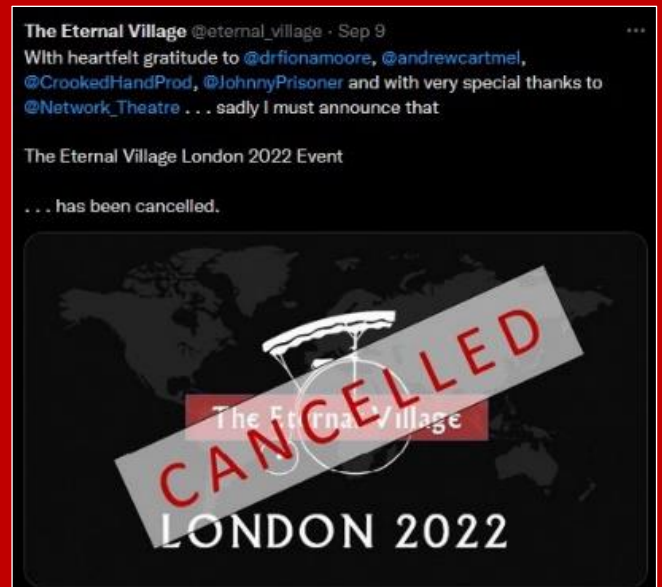 The Eternal Village @eternal_village · Sep 9
WIth heartfelt gratitude to @drfionamoore, @andrewcartmel,
@CrookedHandProd, @JohnnyPrisoner and with very special thanks to
@Network_Theatre . . . sadly I must announce that
The Eternal Village London 2022 Event
. . . has been cancelled.
The Eternal Village
CANCELLED
LONDON 2022